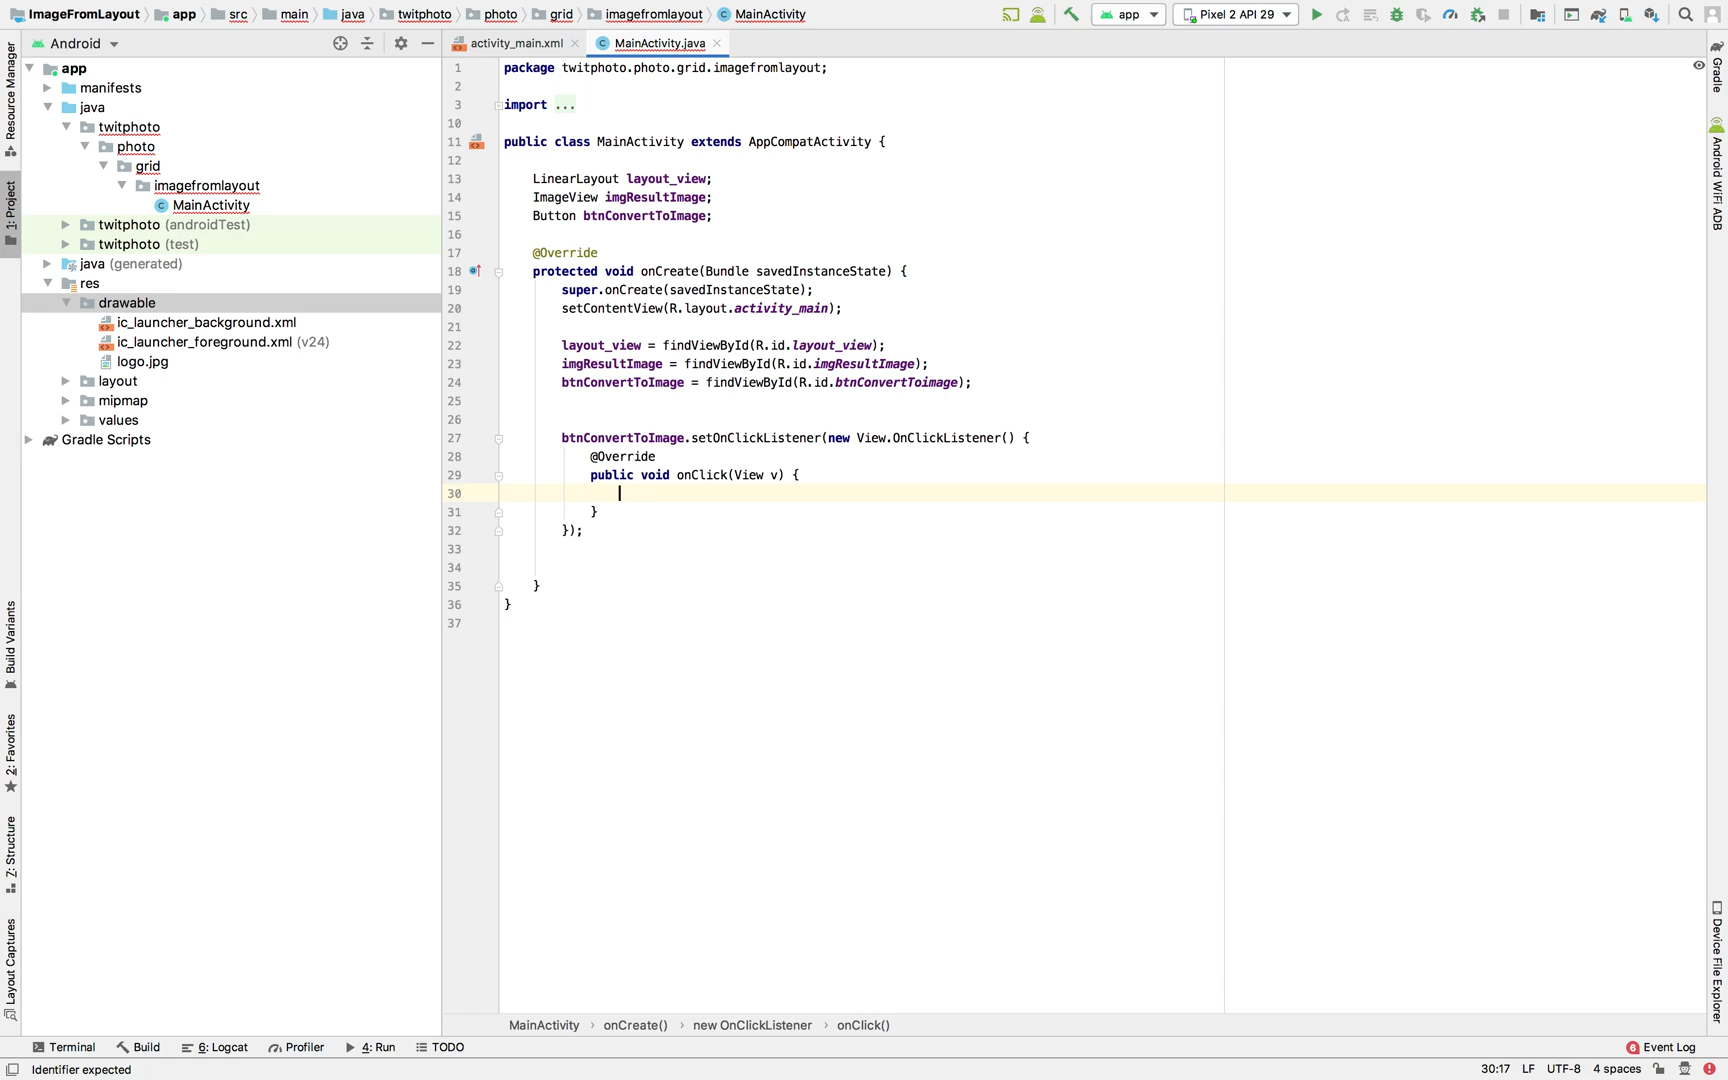 ImageFromLayout app src main java twitphoto photo grid imagefromlayout MainActivity app Pixel 2 API 29
Android
activity_main.xml MainActivity.java
app
manifests
java
twitphoto
photo
grid
imagefromlayout
MainActivity
twitphoto (androidTest)
twitphoto (test)
java (generated)
res
drawable
ic_launcher_background.xml
ic_launcher_foreground.xml (v24)
logo.jpg
layout
mipmap
values
Gradle Scripts
Resource Manager
1: Project
Build Variants
2: Favorites
Z: Structure
Layout Captures
1 package twitphoto.photo.grid.imagefromlayout;
2
3 import ...
10
11 public class MainActivity extends AppCompatActivity {
12
13 LinearLayout layout_view;
14 ImageView imgResultImage;
15 Button btnConvertToImage;
16
17 @Override
18 protected void onCreate(Bundle savedInstanceState) {
19 super.onCreate(savedInstanceState);
20 setContentView(R.layout.activity_main);
21
22 layout_view = findViewById(R.id.layout_view);
23 imgResultImage = findViewById(R.id.imgResultImage);
24 btnConvertToImage = findViewById(R.id.btnConvertToimage);
25
26
27 btnConvertToImage.setOnClickListener(new View.OnClickListener() {
28 @Override
29 public void onClick(View v) {
30
31 }
32 });
33
34
35 }
36 }
37
Gradle
Android WiFi ADB
Device File Explorer
MainActivity › onCreate() › new OnClickListener › onClick()
Terminal Build 6: Logcat Profiler 4: Run TODO 6 Event Log
Identifier expected 30:17 LF UTF-8 4 spaces